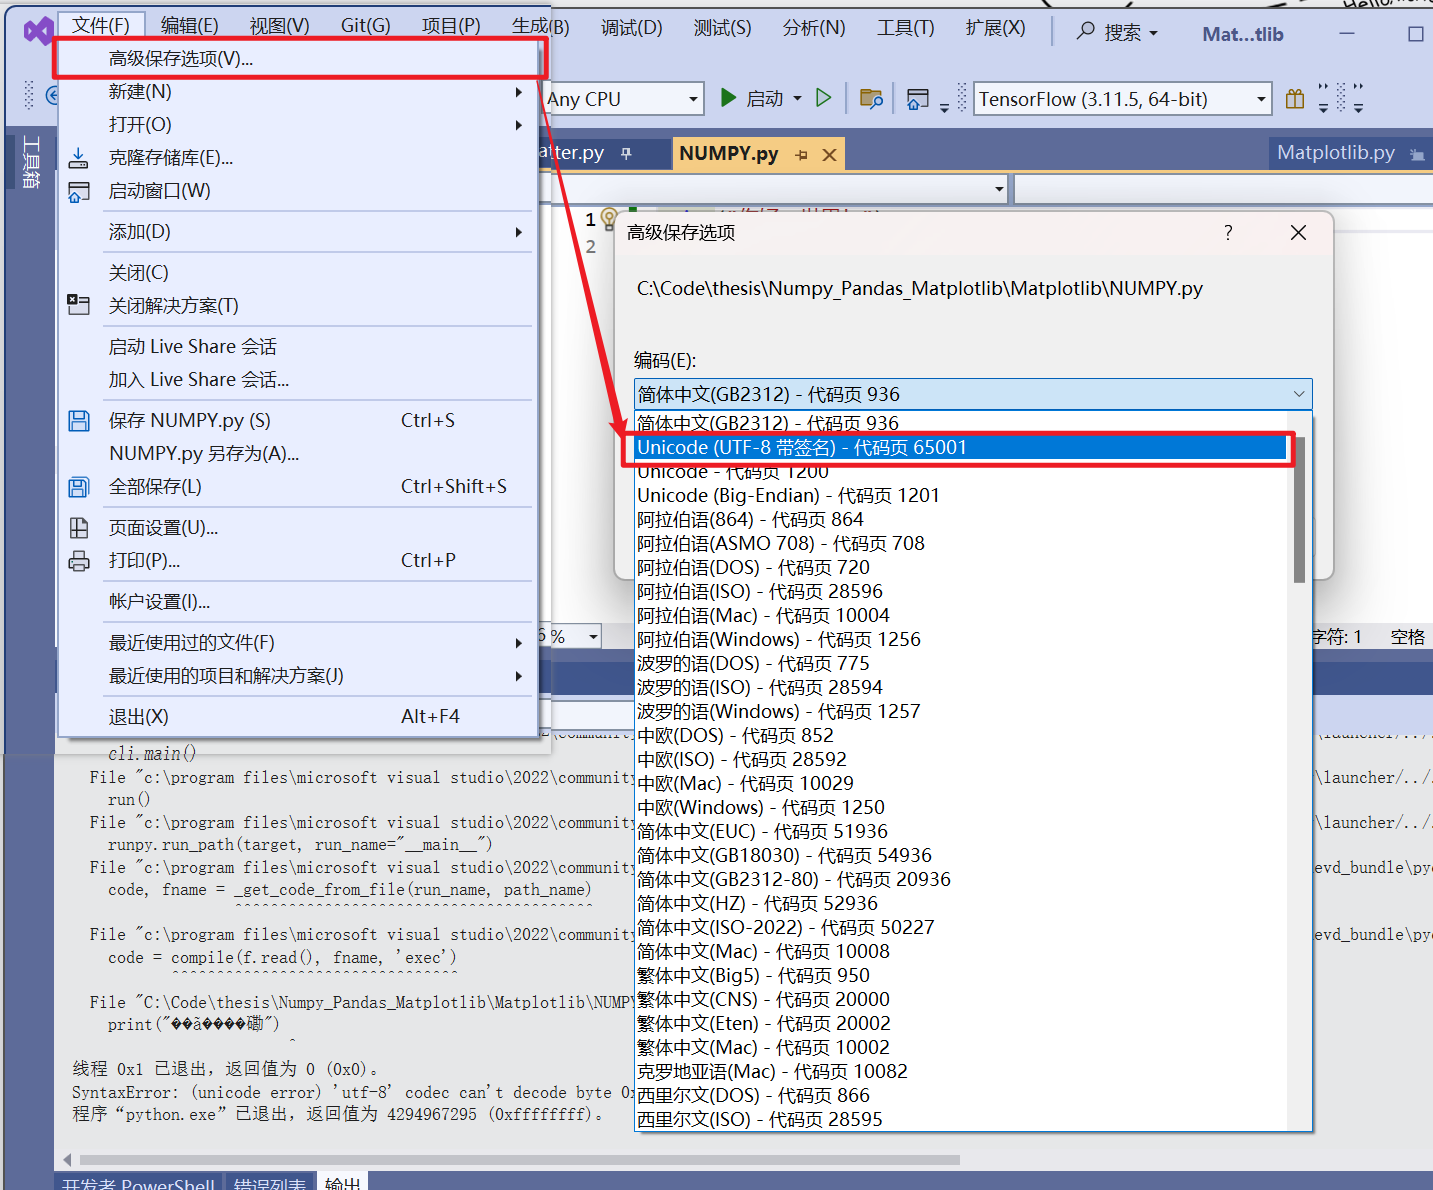 文件(F) 编辑(E) 视图(V) Git(G) 项目(P) 生成(B) 调试(D) 测试(S) 分析(N) 工具(T) 扩展(X) 搜索 Mat...tlib
高级保存选项(V)...
新建(N)
打开(O)
克隆存储库(E)...
启动窗口(W)
添加(D)
关闭(C)
关闭解决方案(T)
启动 Live Share 会话
加入 Live Share 会话...
保存 NUMPY.py (S) Ctrl+S
NUMPY.py 另存为(A)...
全部保存(L) Ctrl+Shift+S
页面设置(U)...
打印(P)... Ctrl+P
帐户设置(I)...
最近使用过的文件(F)
最近使用的项目和解决方案(J)
退出(X) Alt+F4
工具箱
Any CPU 启动 TensorFlow (3.11.5, 64-bit)
atter.py NUMPY.py Matplotlib.py
1
2
高级保存选项 ?
C:\Code\thesis\Numpy_Pandas_Matplotlib\Matplotlib\NUMPY.py
编码(E):
简体中文(GB2312) - 代码页 936
简体中文(GB2312) - 代码页 936
Unicode (UTF-8 带签名) - 代码页 65001
Unicode - 代码页 1200
Unicode (Big-Endian) - 代码页 1201
阿拉伯语(864) - 代码页 864
阿拉伯语(ASMO 708) - 代码页 708
阿拉伯语(DOS) - 代码页 720
阿拉伯语(ISO) - 代码页 28596
阿拉伯语(Mac) - 代码页 10004
阿拉伯语(Windows) - 代码页 1256
波罗的语(DOS) - 代码页 775
波罗的语(ISO) - 代码页 28594
波罗的语(Windows) - 代码页 1257
中欧(DOS) - 代码页 852
中欧(ISO) - 代码页 28592
中欧(Mac) - 代码页 10029
中欧(Windows) - 代码页 1250
简体中文(EUC) - 代码页 51936
简体中文(GB18030) - 代码页 54936
简体中文(GB2312-80) - 代码页 20936
简体中文(HZ) - 代码页 52936
简体中文(ISO-2022) - 代码页 50227
简体中文(Mac) - 代码页 10008
繁体中文(Big5) - 代码页 950
繁体中文(CNS) - 代码页 20000
繁体中文(Eten) - 代码页 20002
繁体中文(Mac) - 代码页 10002
克罗地亚语(Mac) - 代码页 10082
西里尔文(DOS) - 代码页 866
西里尔文(ISO) - 代码页 28595
6 % 字符: 1 空格
cli.main()
File "c:\program files\microsoft visual studio\2022\community \launcher/../.
run()
File "c:\program files\microsoft visual studio\2022\community \launcher/../.
runpy.run_path(target, run_name="__main__")
File "c:\program files\microsoft visual studio\2022\community evd_bundle\pyd
code, fname = _get_code_from_file(run_name, path_name)
^^^^^^^^^^^^^^^^^^^^^^^^^^^^^^^^^^^^^^^^
File "c:\program files\microsoft visual studio\2022\community evd_bundle\pyd
code = compile(f.read(), fname, 'exec')
^^^^^^^^^^^^^^^^^^^^^^^^^^^^^^^^
File "C:\Code\thesis\Numpy_Pandas_Matplotlib\Matplotlib\NUMPY
print("��ã����磡")
^
线程 0x1 已退出，返回值为 0 (0x0)。
SyntaxError: (unicode error) 'utf-8' codec can't decode byte 0x
程序“python.exe”已退出，返回值为 4294967295 (0xffffffff)。
开发者 PowerShell 错误列表 输出